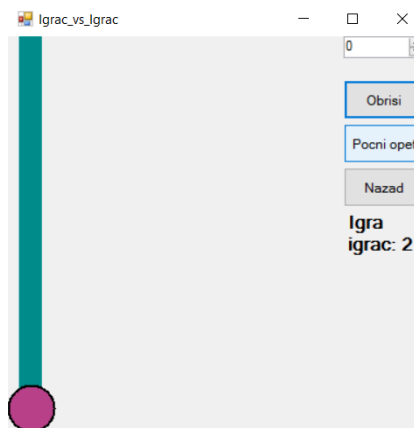 Igrac_vs_Igrac
0
Obrisi
Pocni opet
Nazad
Igra
igrac: 2